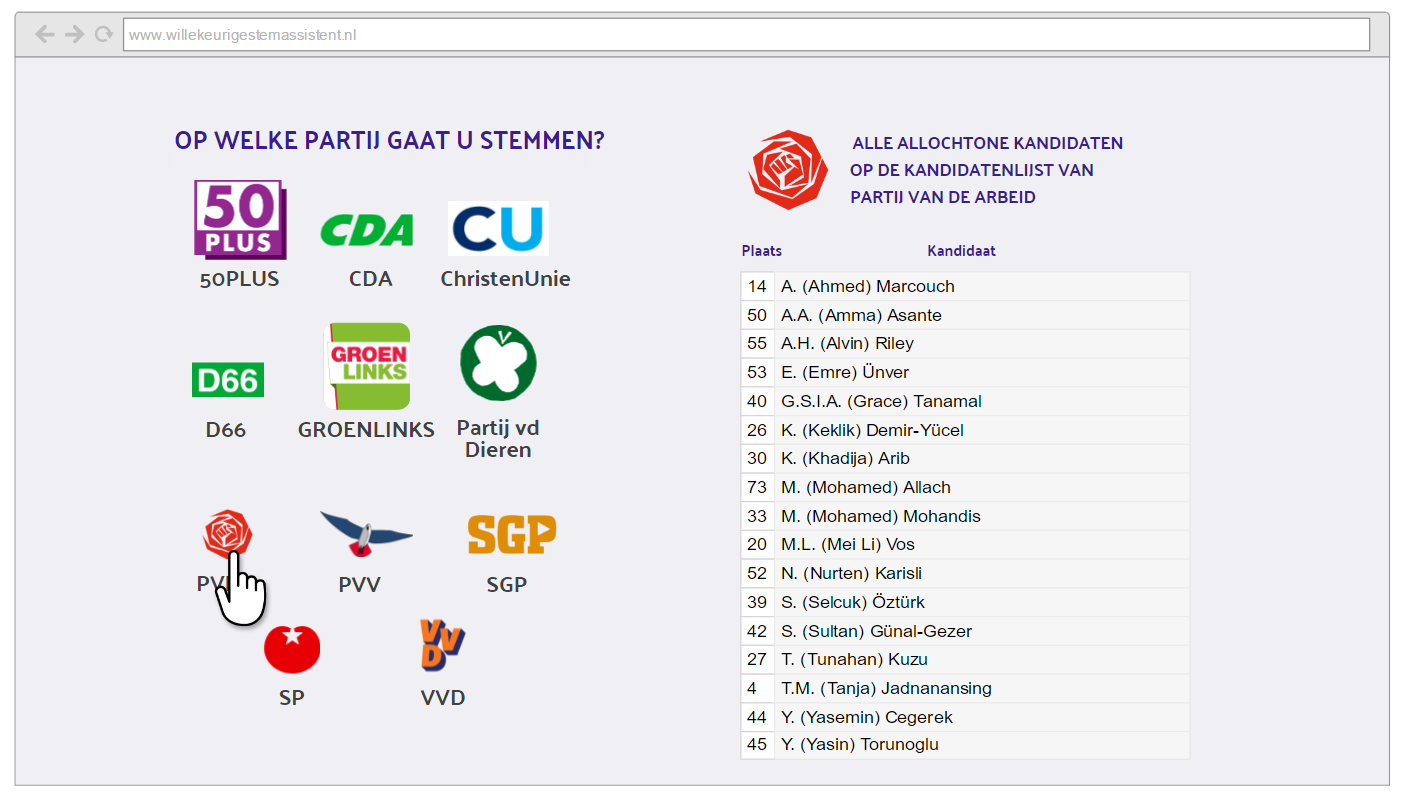 www.willekeurigestemassistent.nl
OP WELKE PARTIJ GAAT U STEMMEN?
50
PLUS
CDA
CU
50PLUS
CDA
ChristenUnie
D66
GROEN
LINKS
D66
GROENLINKS
Partij vd
Dieren
SGP
PV
PVV
SGP
VVD
SP
VVD
ALLE ALLOCHTONE KANDIDATEN
OP DE KANDIDATENLIJST VAN
PARTIJ VAN DE ARBEID
Plaats Kandidaat
14 A. (Ahmed) Marcouch
50 A.A. (Amma) Asante
55 A.H. (Alvin) Riley
53 E. (Emre) Ünver
40 G.S.I.A. (Grace) Tanamal
26 K. (Keklik) Demir-Yücel
30 K. (Khadija) Arib
73 M. (Mohamed) Allach
33 M. (Mohamed) Mohandis
20 M.L. (Mei Li) Vos
52 N. (Nurten) Karisli
39 S. (Selcuk) Öztürk
42 S. (Sultan) Günal-Gezer
27 T. (Tunahan) Kuzu
4 T.M. (Tanja) Jadnanansing
44 Y. (Yasemin) Cegerek
45 Y. (Yasin) Torunoglu